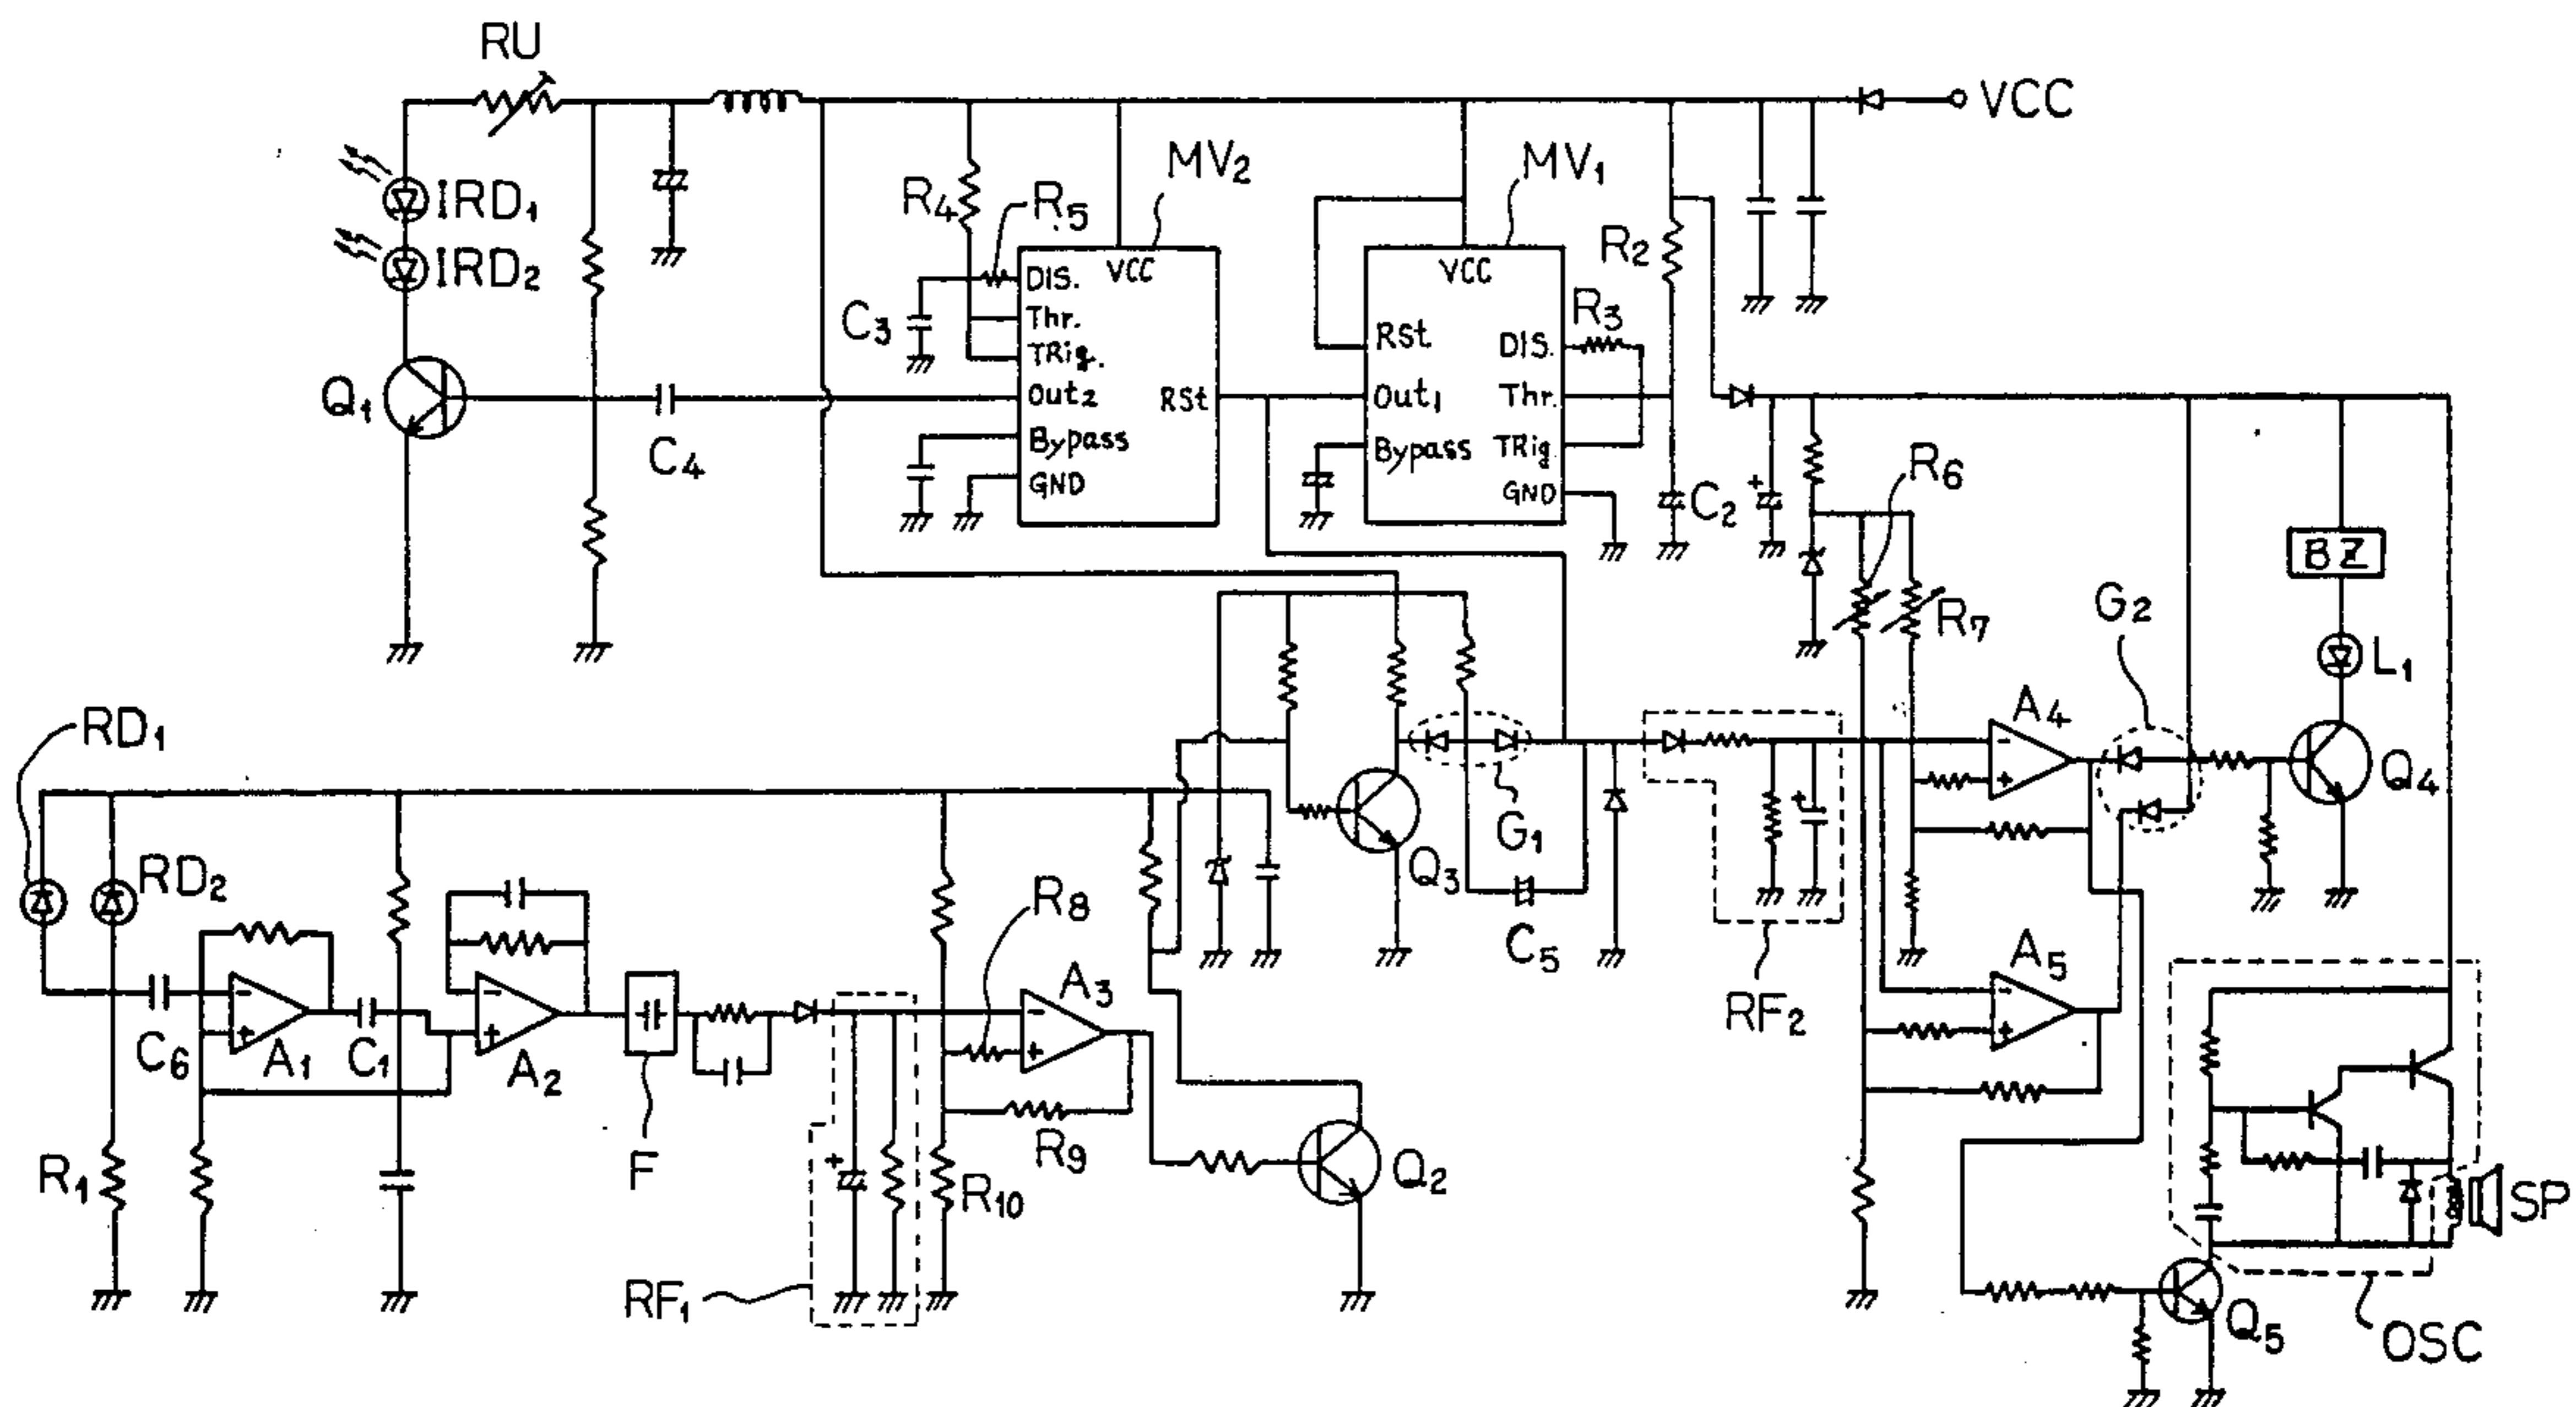 RU
VCC
MV₂
MV₁
IRD₁
R₄
R₅
IRD₂
R₂
DIS.
VCC
VCC
C₃
Thr.
R₃
TRig.
Rst
DIS.
Q₁
Out₂
RSt
Out₁
Thr.
C₄
Bypass
Bypass
TRig
R₆
GND
GND
C₂
BZ
G₂
R₇
L₁
RD₁
A₄
Q₄
G₁
RD₂
Q₃
R₈
C₅
A₃
A₅
RF₂
C₆
A₁
C₁
A₂
R₁
F
R₉
Q₂
R₁₀
SP
RF₁
Q₅
OSC